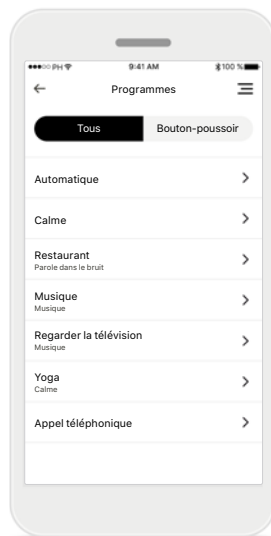 ●●●○○ PH 9:41 AM 100 %
Programmes
Tous Bouton-poussoir
Automatique
Calme
Restaurant
Parole dans le bruit
Musique
Musique
Regarder la télévision
Musique
Yoga
Calme
Appel téléphonique